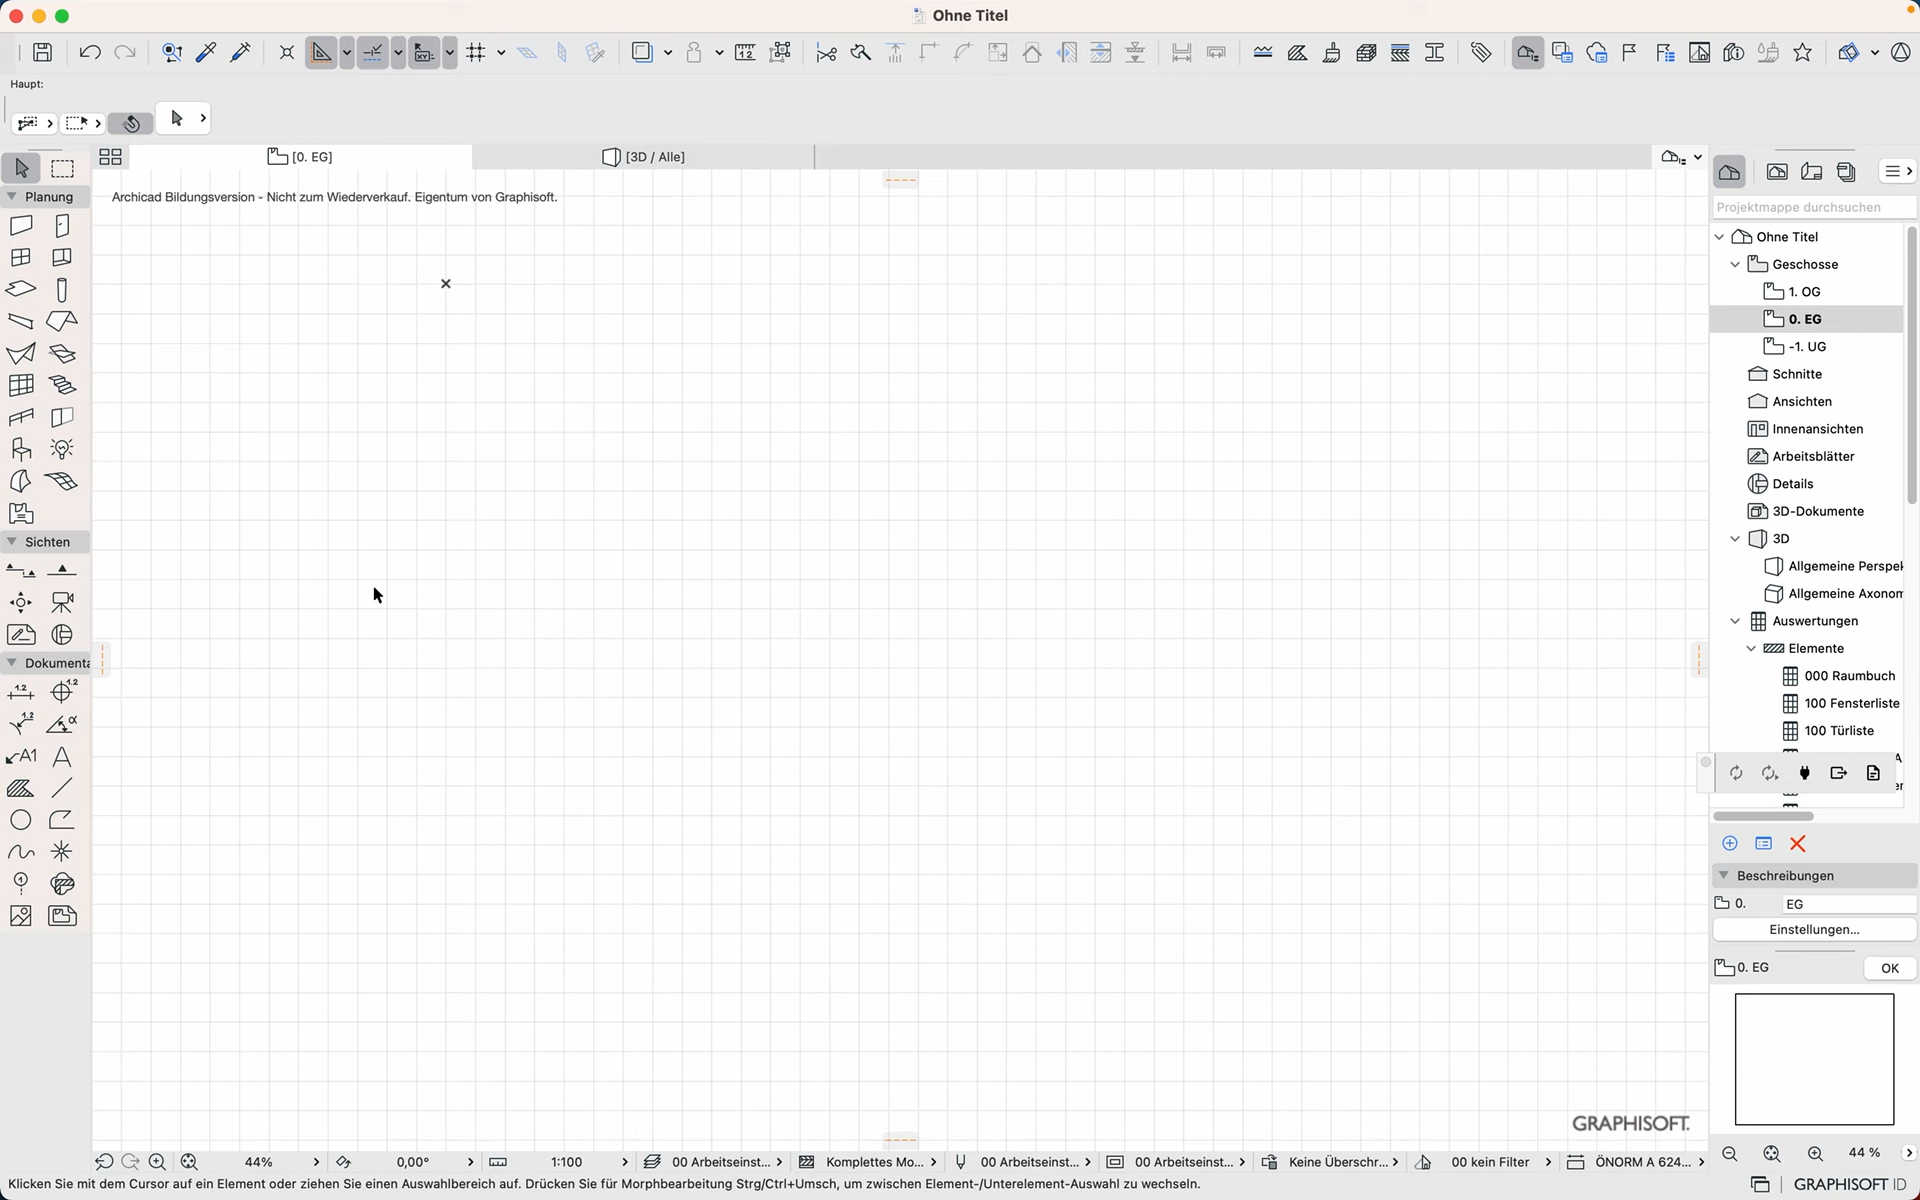 Ohne Titel
Haupt:
[0. EG]
[3D / Alle]
Archicad Bildungsversion - Nicht zum Wiederverkauf. Eigentum von Graphisoft.
Planung
Sichten
Dokumenta
Projektmappe durchsuchen
Ohne Titel
Geschosse
1. OG
0. EG
-1. UG
Schnitte
Ansichten
Innenansichten
Arbeitsblätter
Details
3D-Dokumente
3D
Allgemeine Perspek
Allgemeine Axonom
Auswertungen
Elemente
000 Raumbuch
100 Fensterliste
100 Türliste
Beschreibungen
0. EG
Einstellungen...
0. EG
OK
GRAPHISOFT.
44%
0,00°
1:100
00 Arbeitseinst...
Komplettes Mo...
00 Arbeitseinst...
00 Arbeitseinst...
Keine Überschr...
00 kein Filter
ÖNORM A 624...
44 %
Klicken Sie mit dem Cursor auf ein Element oder ziehen Sie einen Auswahlbereich auf. Drücken Sie für Morphbearbeitung Strg/Ctrl+Umsch, um zwischen Element-/Unterelement-Auswahl zu wechseln.
GRAPHISOFT ID